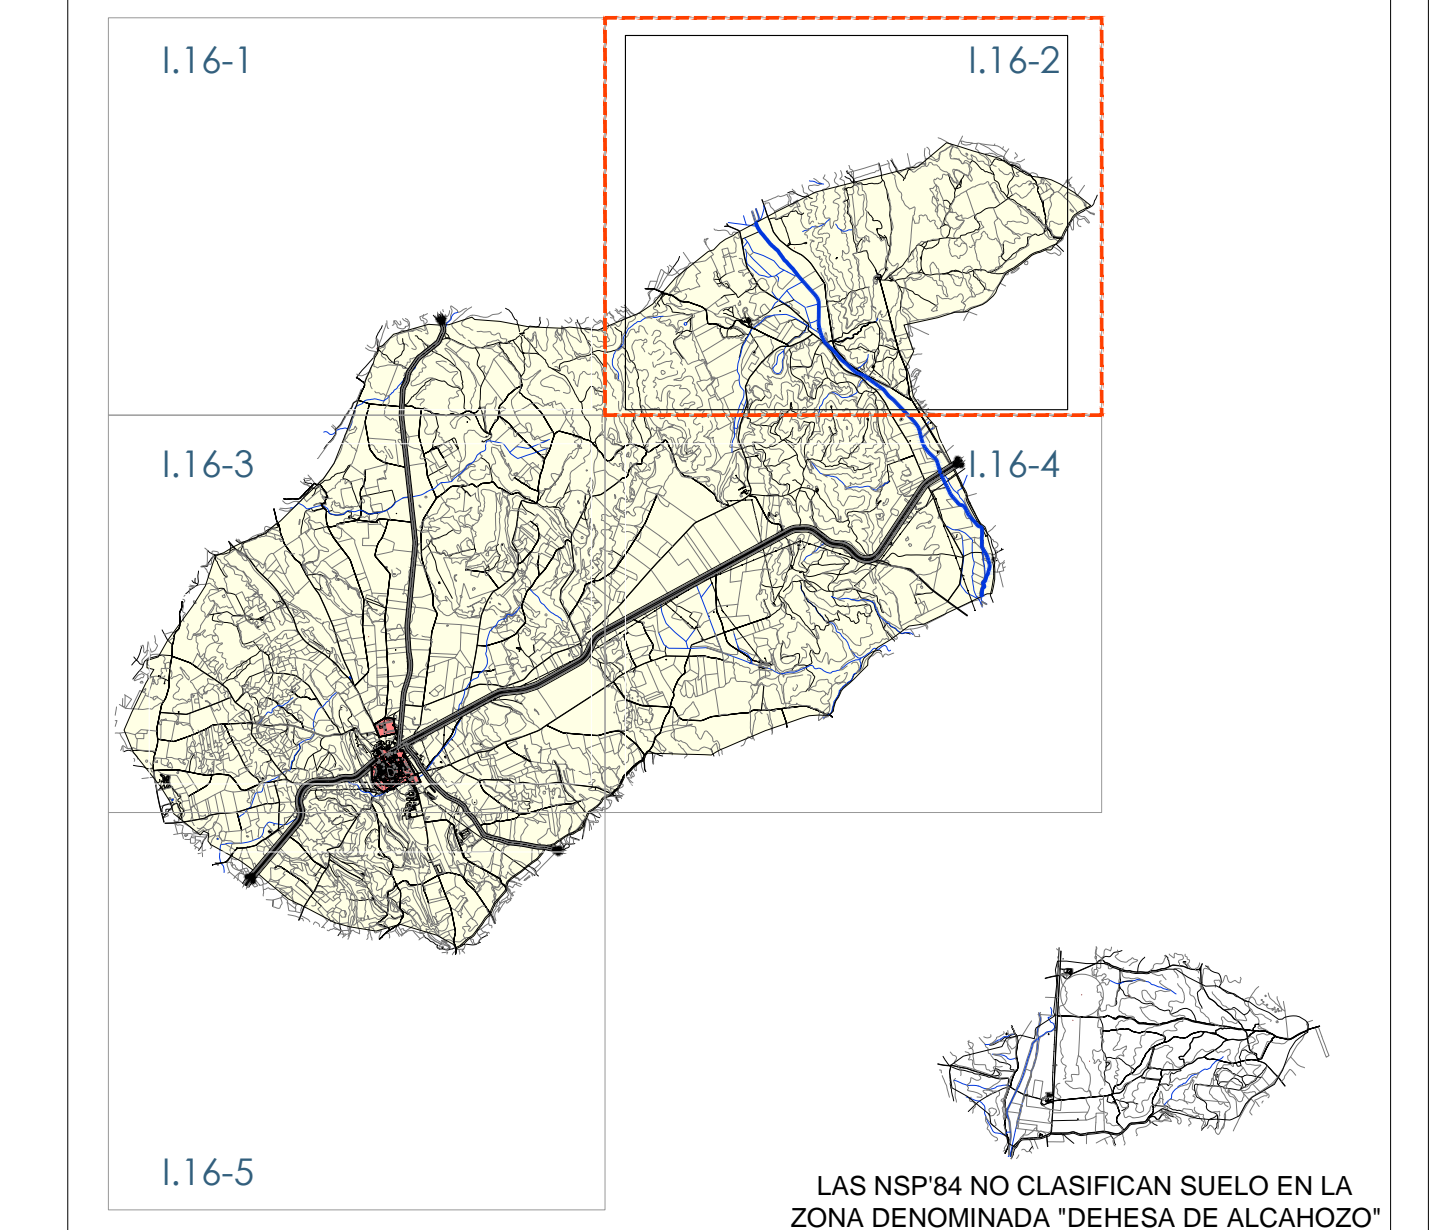 I.16-1
I.16-2
I.16-3
I.16-4
I.16-5
LAS NSP'84 NO CLASIFICAN SUELO EN LA
ZONA DENOMINADA "DEHESA DE ALCAHOZO"